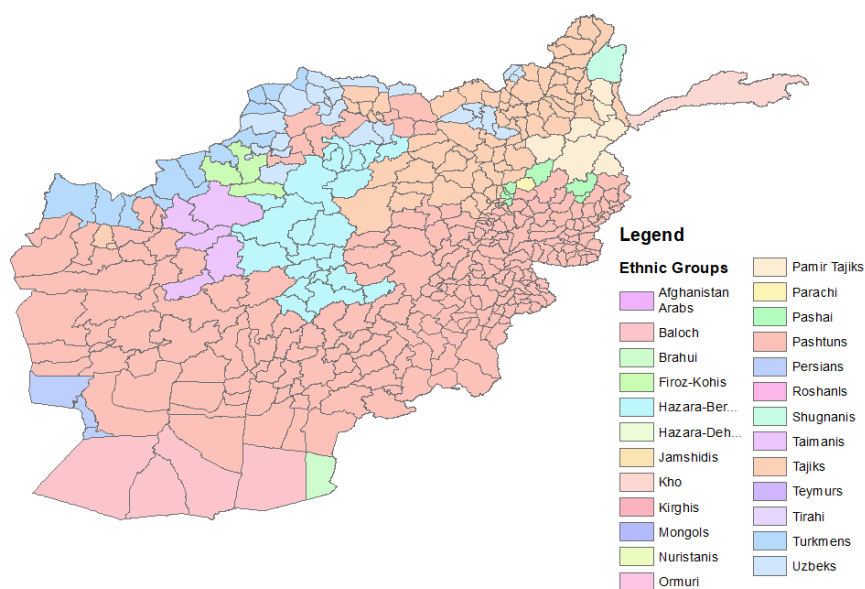 Legend
Ethnic Groups
Afghanistan
Arabs
Baloch
Brahui
Firoz-Kohis
Hazara-Ber...
Hazara-Deh...
Jamshidis
Kho
Kirghis
Mongols
Nuristanis
Ormuri
Pamir Tajiks
Parachi
Pashai
Pashtuns
Persians
Roshanls
Shugnanis
Taimanis
Tajiks
Teymurs
Tirahi
Turkmens
Uzbeks